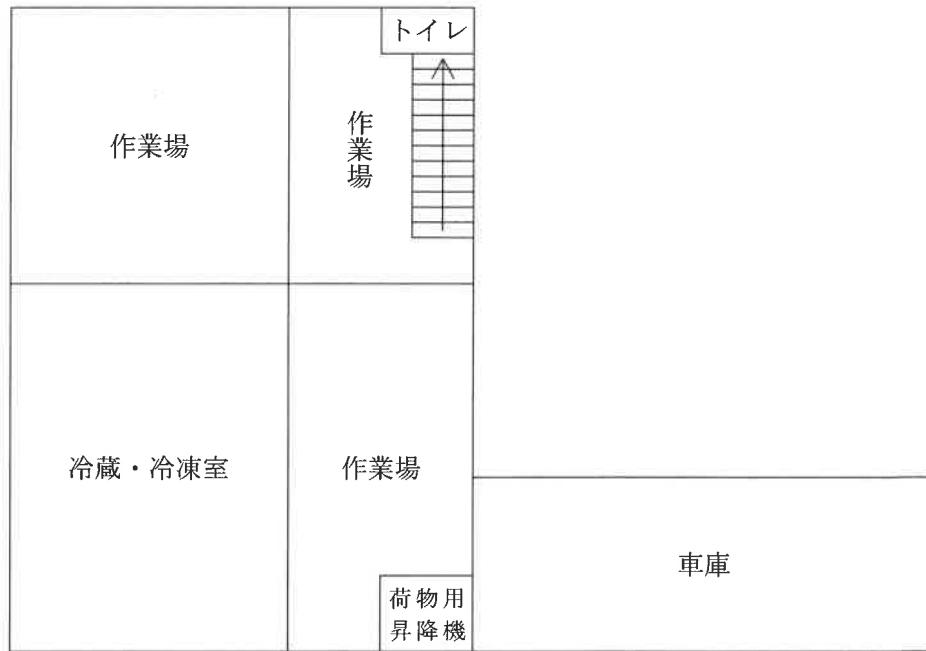 トイレ
作業場
作業場
冷蔵・冷凍室
作業場
車庫
荷物用
昇降機